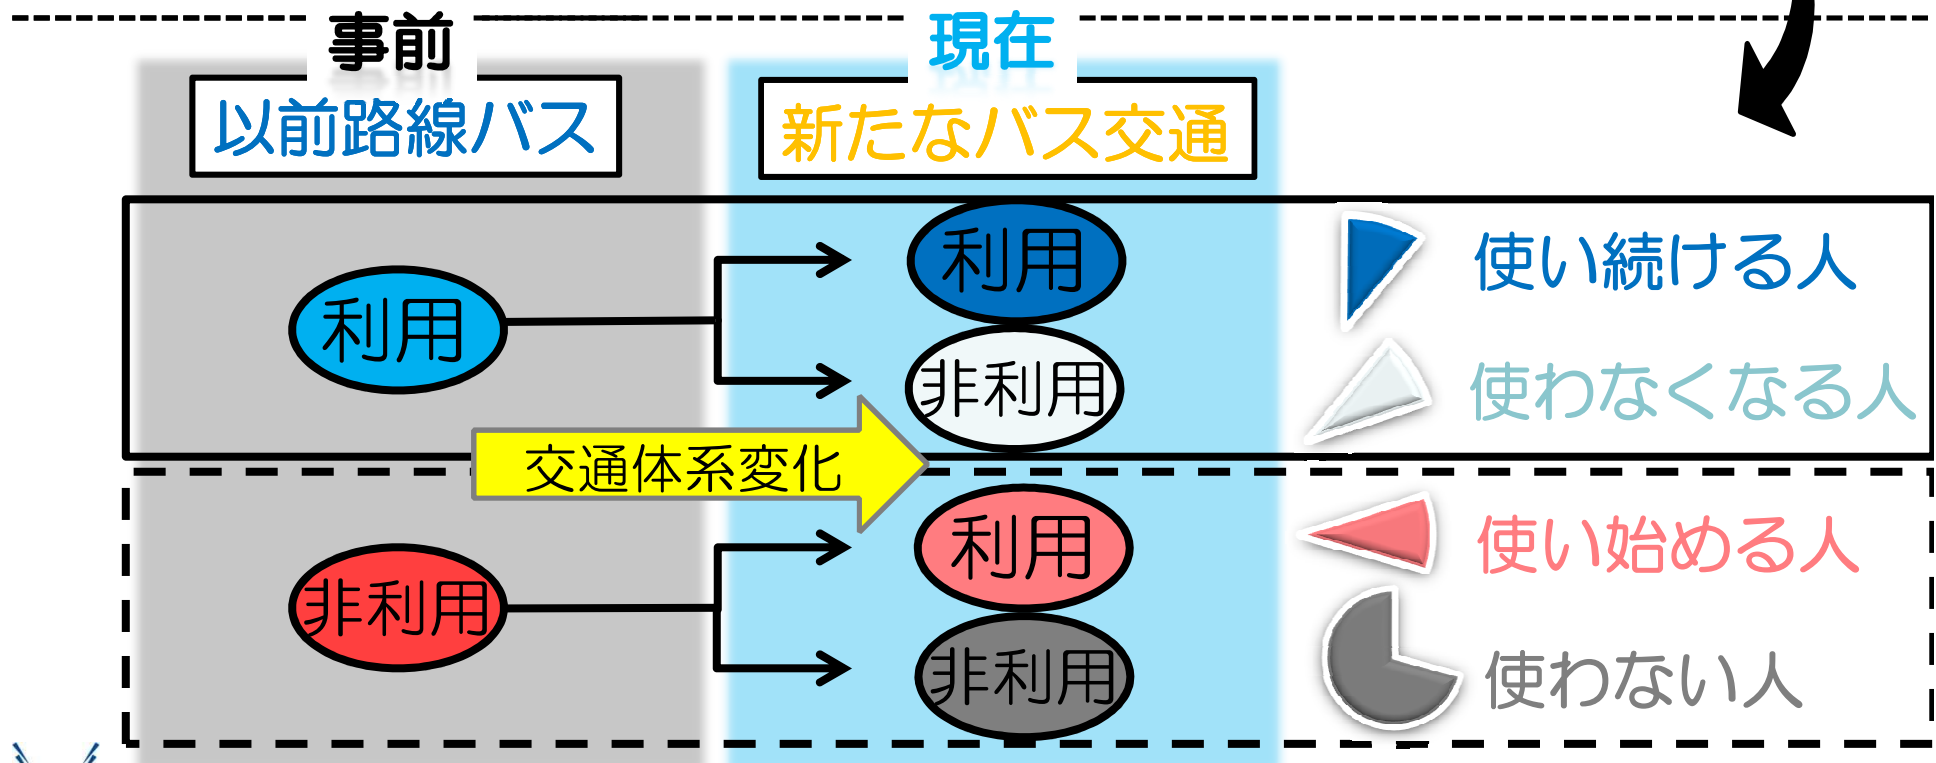 事前
現在
以前路線バス
新たなバス交通
利用
利用
使い続ける人
非利用
使わなくなる人
交通体系変化
利用
使い始める人
非利用
非利用
使わない人